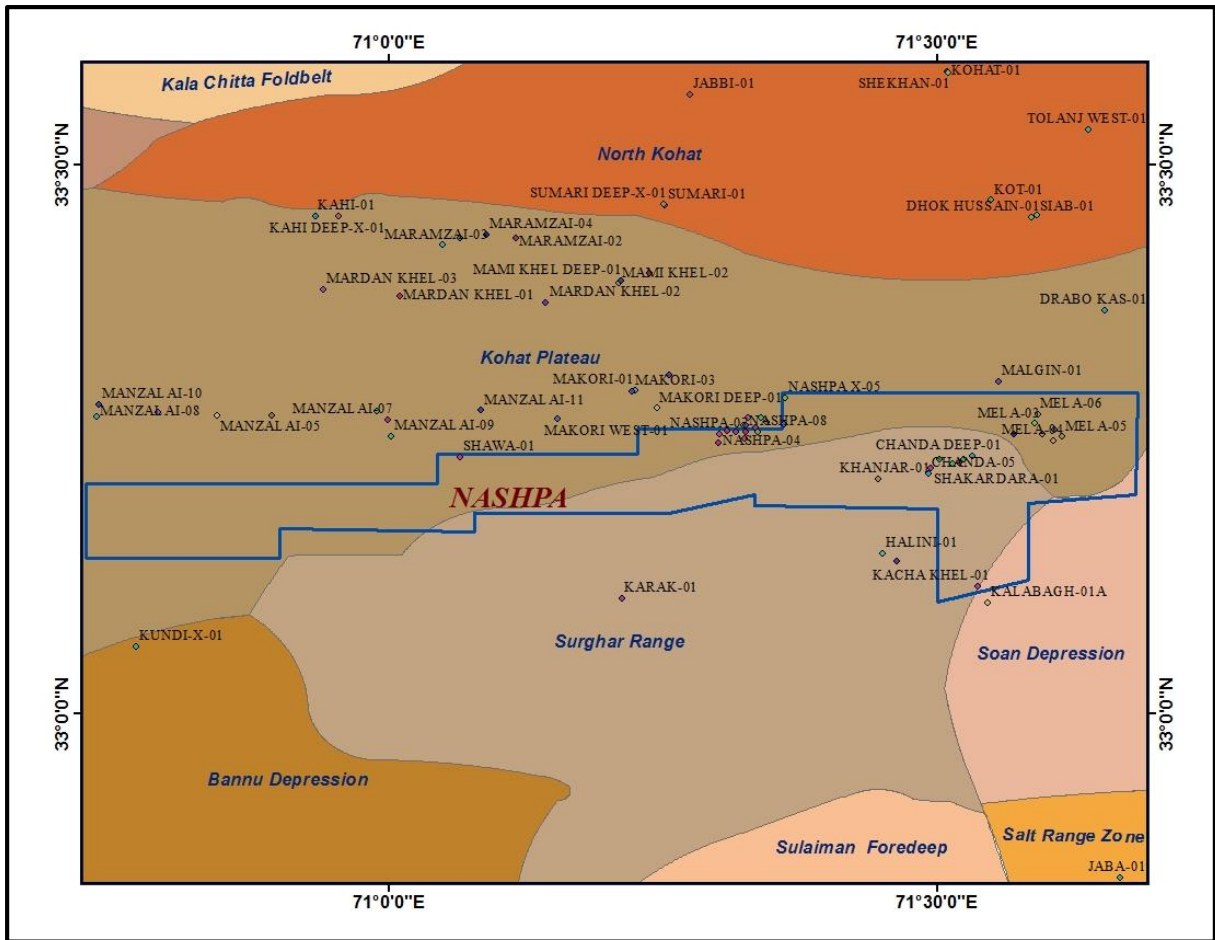 71°0'0"E
71°30'0"E
Kala Chitta Foldbelt
JABBI-01
SHEKHAN-01
KOHAT-01
TOLANJ WEST-01
33°30'0"N
33°30'0"N
North Kohat
SUMARI DEEP-X-01
SUMARI-01
KOT-01
DHOK HUSSAIN-01
SIAB-01
KAHI-01
KAHI DEEP-X-01
MARAMZAI-03
MARAMZAI-04
MARAMZAI-02
MARDAN KHEL-03
MARDAN KHEL-01
MAMI KHEL DEEP-01
MAMI KHEL-02
MARDAN KHEL-02
DRABO KAS-01
Kohat Plateau
MALGIN-01
MAKORI-01
MAKORI-03
MAKORI DEEP-01
NASHPA X-05
MANZALAI-10
MANZALAI-08
MANZALAI-05
MANZALAI-07
MANZALAI-09
MANZALAI-11
MAKORI WEST-01
SHAWA-01
NASHPA-08
NASHPA-04
MELA-06
MELA-03
MELA-05
MELA-04
CHANDA DEEP-01
CHANDA-05
KHANJAR-01
SHAKARDARA-01
NASHPA
HALINI-01
KACHA KHEL-01
KALABAGH-01A
KARAK-01
KUNDI-X-01
Surghar Range
Soan Depression
33°0'0"N
33°0'0"N
Bannu Depression
Sulaiman Foredeep
Salt Range Zone
JABA-01
71°0'0"E
71°30'0"E